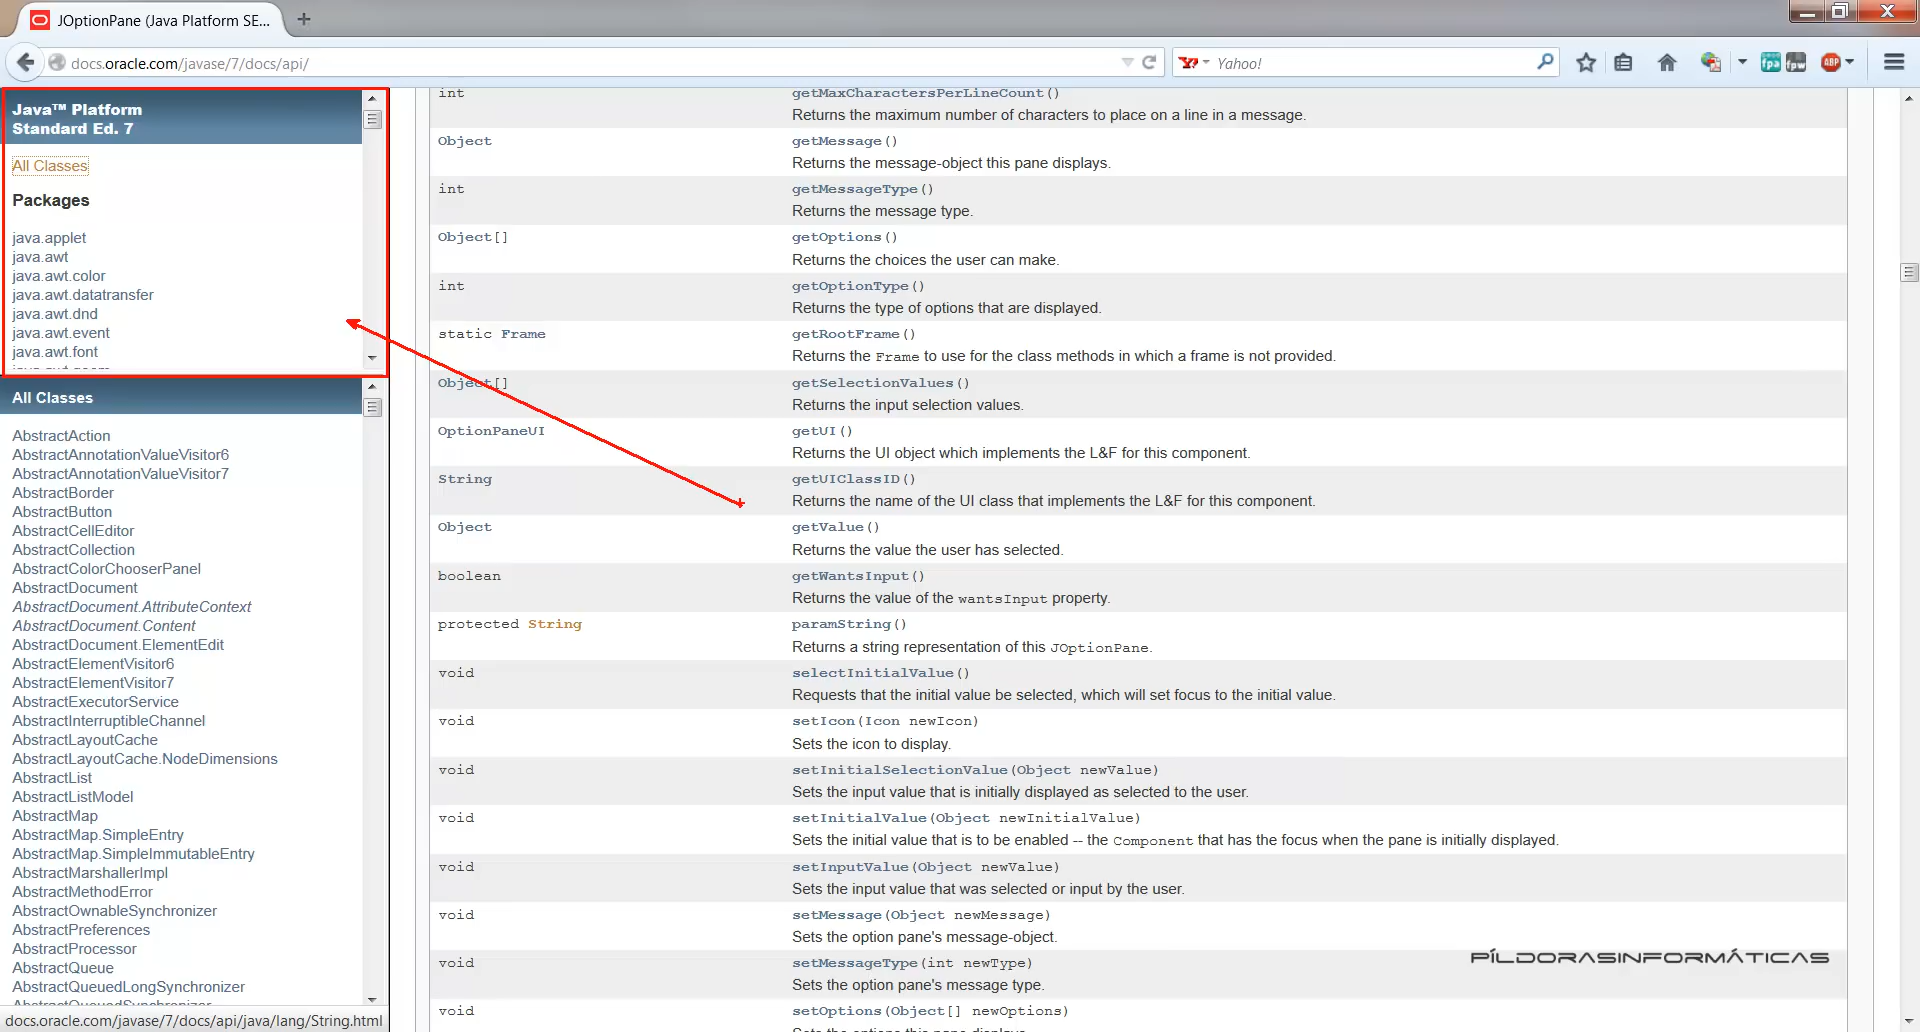 JOptionPane (Java Platform SE...
docs.oracle.com/javase/7/docs/api/
Yahoo!
fpa
fpw
ABP
Java™ Platform
Standard Ed. 7
All Classes
Packages
java.applet
java.awt
java.awt.color
java.awt.datatransfer
java.awt.dnd
java.awt.event
java.awt.font
All Classes
AbstractAction
AbstractAnnotationValueVisitor6
AbstractAnnotationValueVisitor7
AbstractBorder
AbstractButton
AbstractCellEditor
AbstractCollection
AbstractColorChooserPanel
AbstractDocument
AbstractDocument.AttributeContext
AbstractDocument.Content
AbstractDocument.ElementEdit
AbstractElementVisitor6
AbstractElementVisitor7
AbstractExecutorService
AbstractInterruptibleChannel
AbstractLayoutCache
AbstractLayoutCache.NodeDimensions
AbstractList
AbstractListModel
AbstractMap
AbstractMap.SimpleEntry
AbstractMap.SimpleImmutableEntry
AbstractMarshallerImpl
AbstractMethodError
AbstractOwnableSynchronizer
AbstractPreferences
AbstractProcessor
AbstractQueue
AbstractQueuedLongSynchronizer
AbstractQueuedSynchronizer
docs.oracle.com/javase/7/docs/api/java/lang/String.html
int getMaxCharactersPerLineCount()
Returns the maximum number of characters to place on a line in a message.
Object getMessage()
Returns the message-object this pane displays.
int getMessageType()
Returns the message type.
Object[] getOptions()
Returns the choices the user can make.
int getOptionType()
Returns the type of options that are displayed.
static Frame getRootFrame()
Returns the Frame to use for the class methods in which a frame is not provided.
Object[] getSelectionValues()
Returns the input selection values.
OptionPaneUI getUI()
Returns the UI object which implements the L&F for this component.
String getUIClassID()
Returns the name of the UI class that implements the L&F for this component.
Object getValue()
Returns the value the user has selected.
boolean getWantsInput()
Returns the value of the wantsInput property.
protected String paramString()
Returns a string representation of this JOptionPane.
void selectInitialValue()
Requests that the initial value be selected, which will set focus to the initial value.
void setIcon(Icon newIcon)
Sets the icon to display.
void setInitialSelectionValue(Object newValue)
Sets the input value that is initially displayed as selected to the user.
void setInitialValue(Object newInitialValue)
Sets the initial value that is to be enabled -- the Component that has the focus when the pane is initially displayed.
void setInputValue(Object newValue)
Sets the input value that was selected or input by the user.
void setMessage(Object newMessage)
Sets the option pane's message-object.
void setMessageType(int newType)
Sets the option pane's message type.
void setOptions(Object[] newOptions)
PÍLDORASINFORMÁTICAS